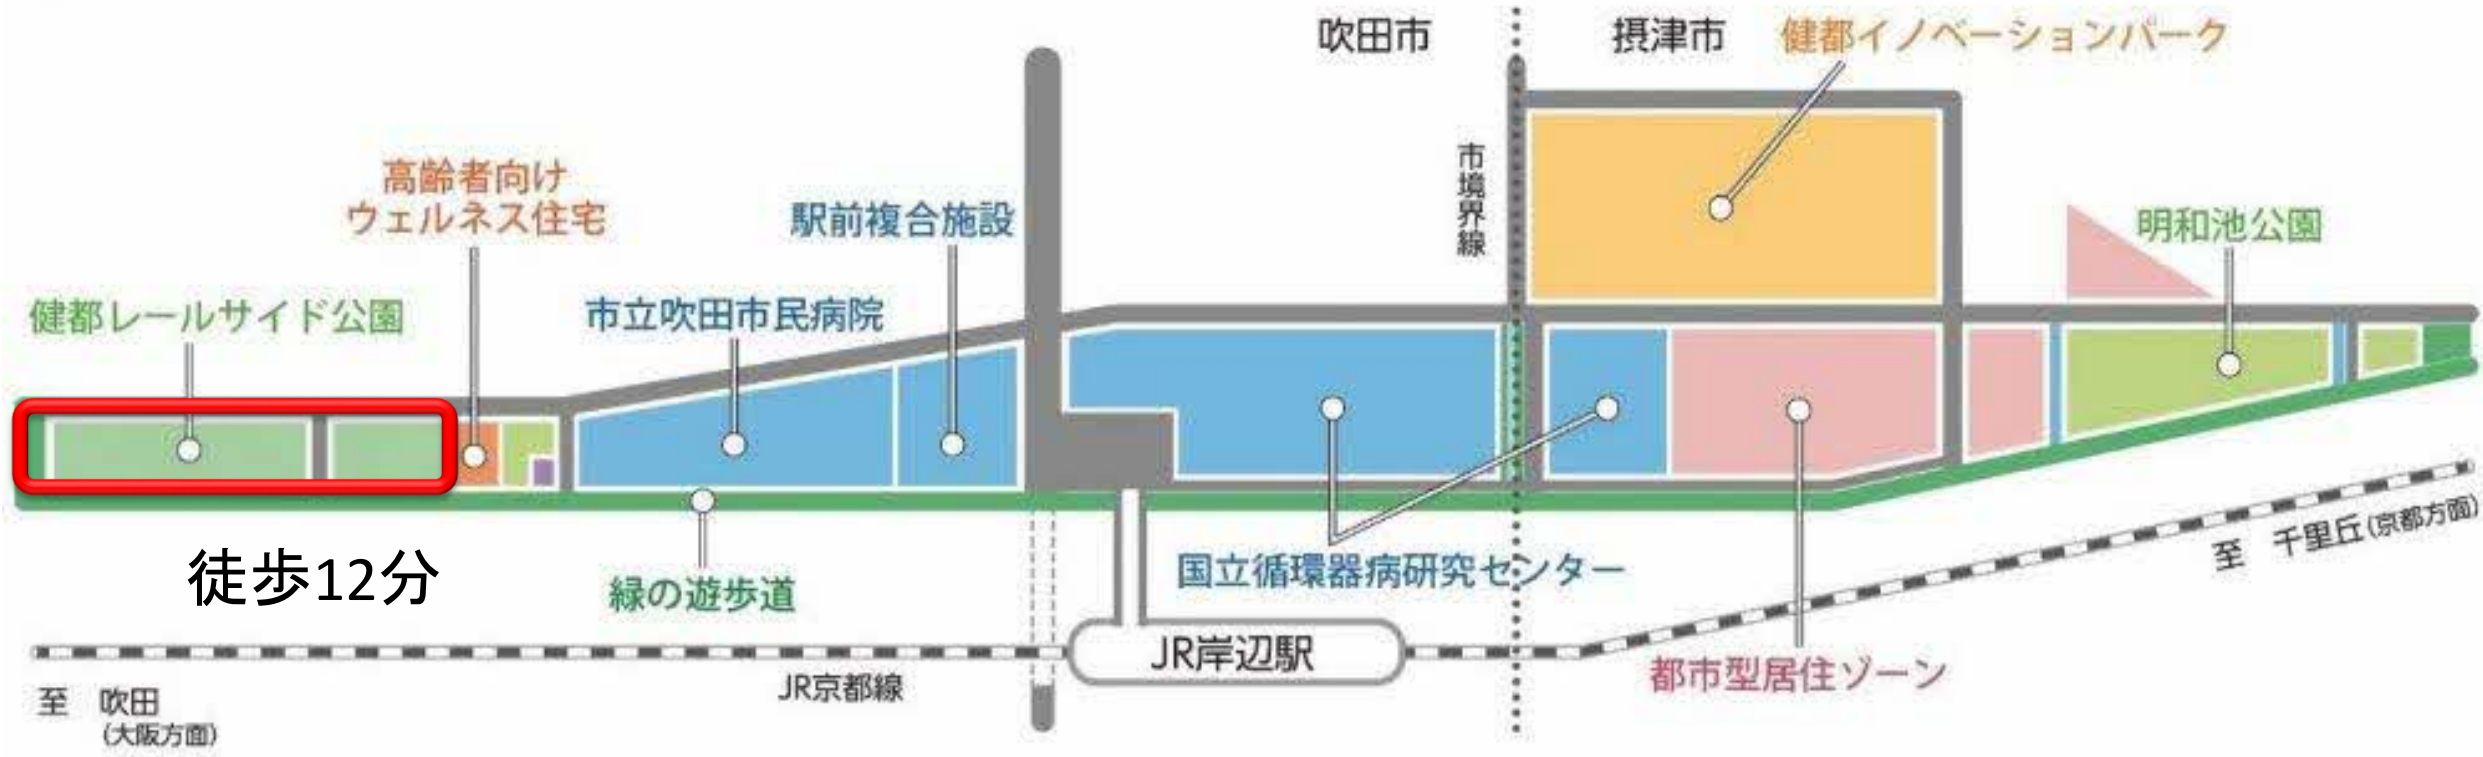 吹田市
摂津市
健都イノベーションパーク
市境界線
高齢者向け
ウェルネス住宅
駅前複合施設
明和池公園
健都レールサイド公園
市立吹田市民病院
徒歩12分
緑の遊歩道
国立循環器病研究センター
至 千里丘(京都方面)
JR岸辺駅
都市型居住ゾーン
JR京都線
至 吹田
(大阪方面)